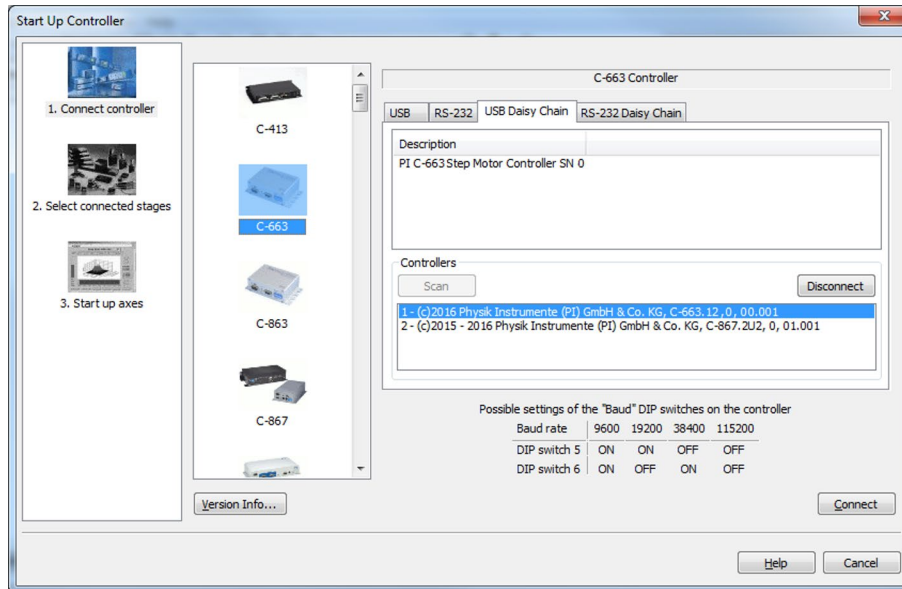 Start Up Controller
1. Connect controller
2. Select connected stages
3. Start up axes
C-413
C-663
C-863
C-867
Version Info...
C-663 Controller
USB RS-232 USB Daisy Chain RS-232 Daisy Chain
Description
PI C-663 Step Motor Controller SN 0
Controllers
Scan Disconnect
1 - (c)2016 Physik Instrumente (PI) GmbH & Co. KG, C-663.12,0, 00.001
2 - (c)2015 - 2016 Physik Instrumente (PI) GmbH & Co. KG, C-867.2U2, 0, 01.001
Possible settings of the "Baud" DIP switches on the controller
Baud rate 9600 19200 38400 115200
DIP switch 5 ON ON OFF OFF
DIP switch 6 ON OFF ON OFF
Connect
Help Cancel